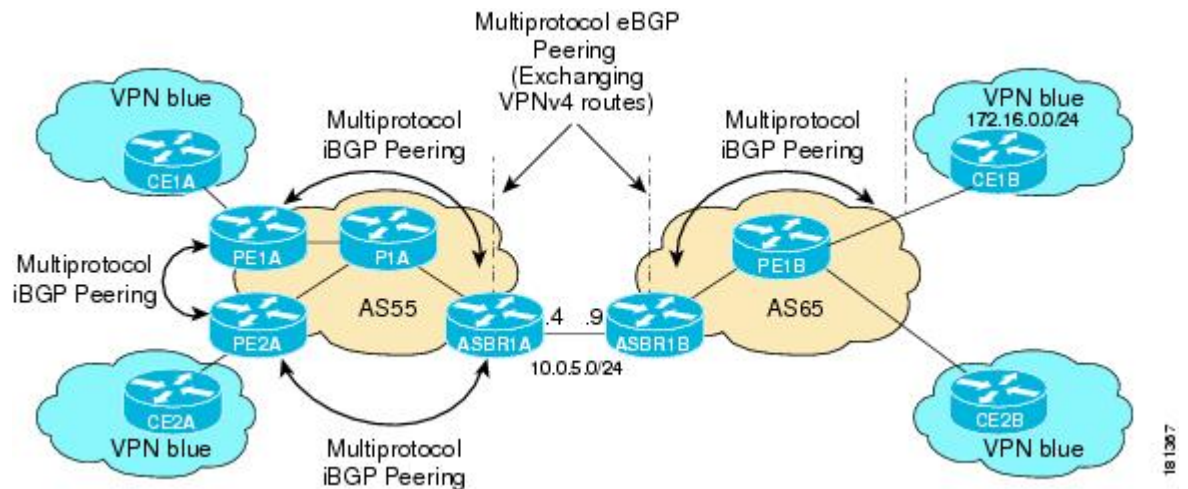 Multiprotocol eBGP
Peering
(Exchanging
VPNv4 routes)
VPN blue
CE1A
Multiprotocol
iBGP Peering
Multiprotocol
iBGP Peering
VPN blue
172.16.0.0/24
CE1B
PE1A
P1A
PE1B
Multiprotocol
iBGP Peering
AS55
AS65
PE2A
ASBR1A
.4
.9
ASBR1B
10.0.5.0/24
CE2A
VPN blue
CE2B
VPN blue
Multiprotocol
iBGP Peering
181367